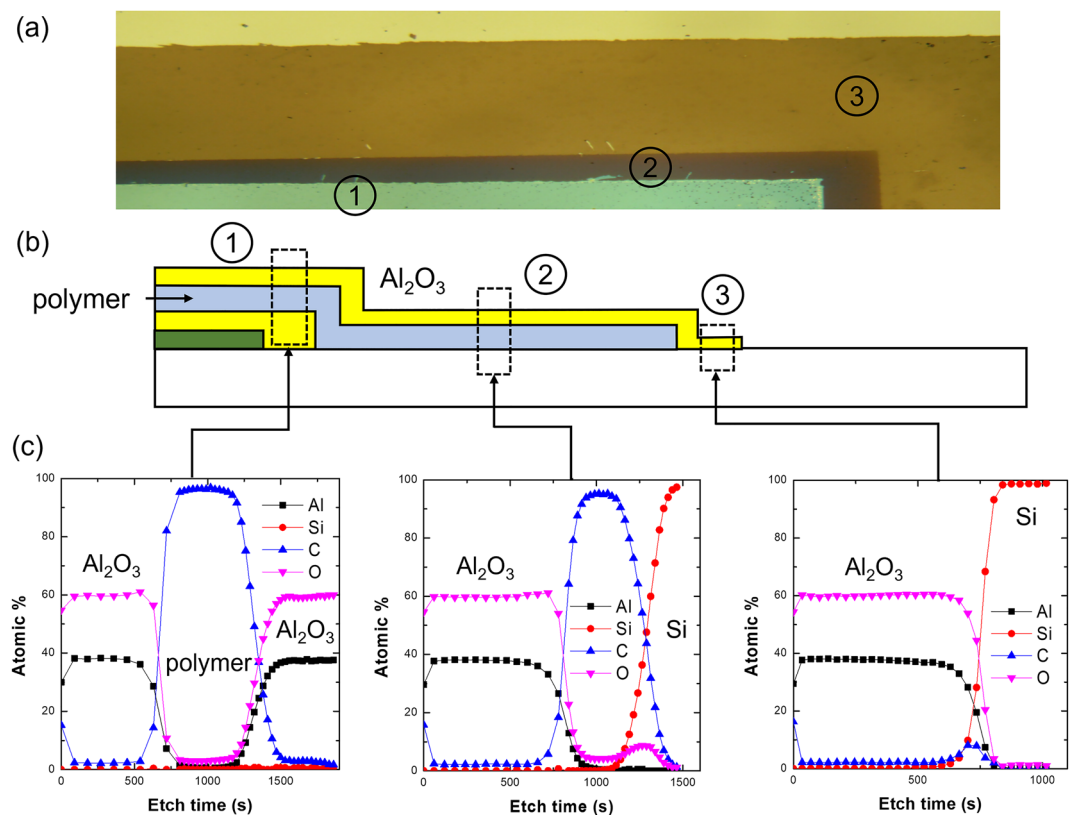 (a)
3
2
1
(b)
1
Al₂O₃
2
3
polymer
(c)
100
80
60
40
20
0
Atomic %
Al
Si
C
O
Al₂O₃
Al₂O₃
polymer
0 500 1000 1500
Etch time (s)
100
80
60
40
20
0
Atomic %
Al₂O₃
Al
Si
C
O
Si
0 500 1000 1500
Etch time (s)
100
80
60
40
20
0
Atomic %
Si
Al₂O₃
Al
Si
C
O
0 500 1000
Etch time (s)